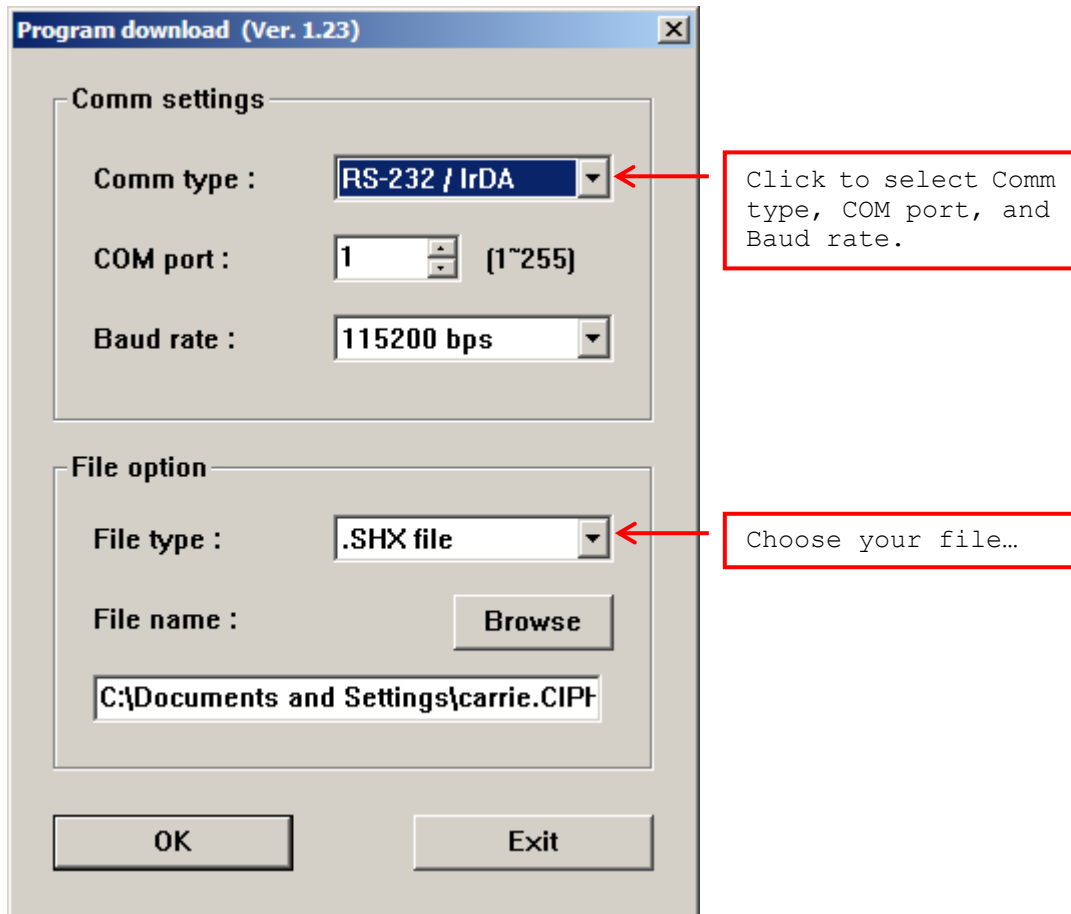 Program download (Ver. 1.23)
Comm settings
Comm type :
RS-232 / IrDA
Click to select Comm
type, COM port, and
Baud rate.
COM port :
1
(1~255)
Baud rate :
115200 bps
File option
File type :
.SHX file
Choose your file…
File name :
Browse
C:\Documents and Settings\carrie.CIPH
OK
Exit